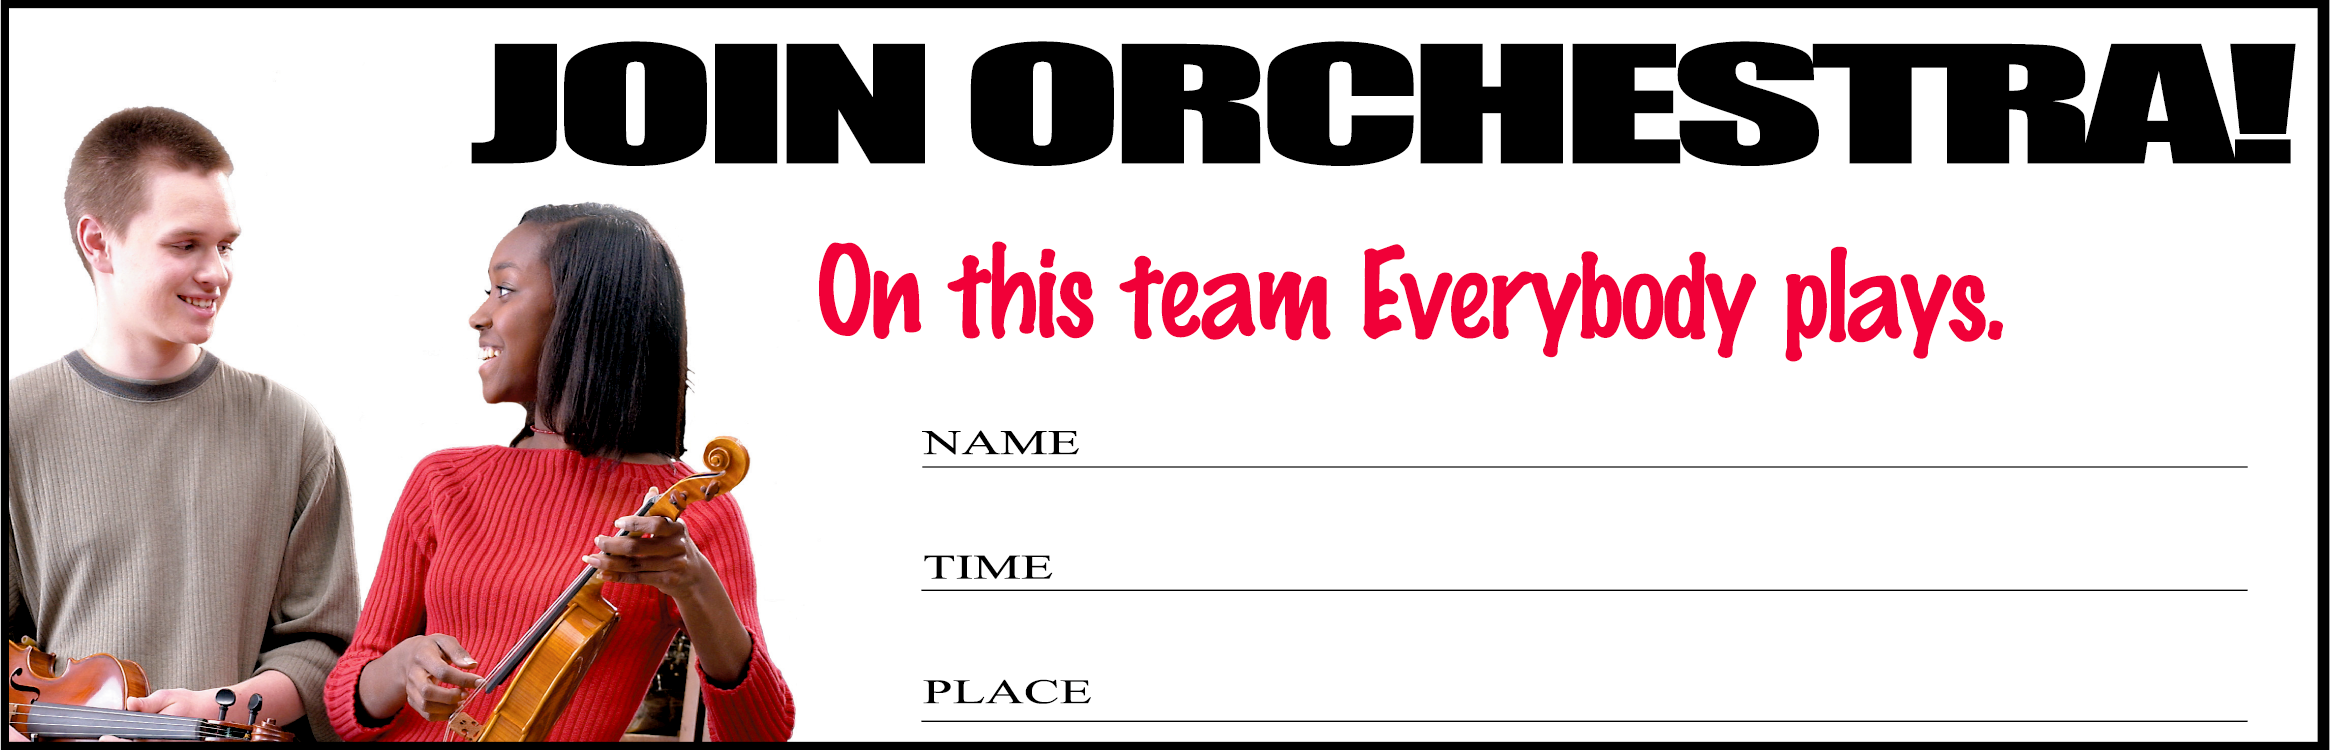 JOIN ORCHESTRA!
On this team Everybody plays.
NAME
TIME
PLACE